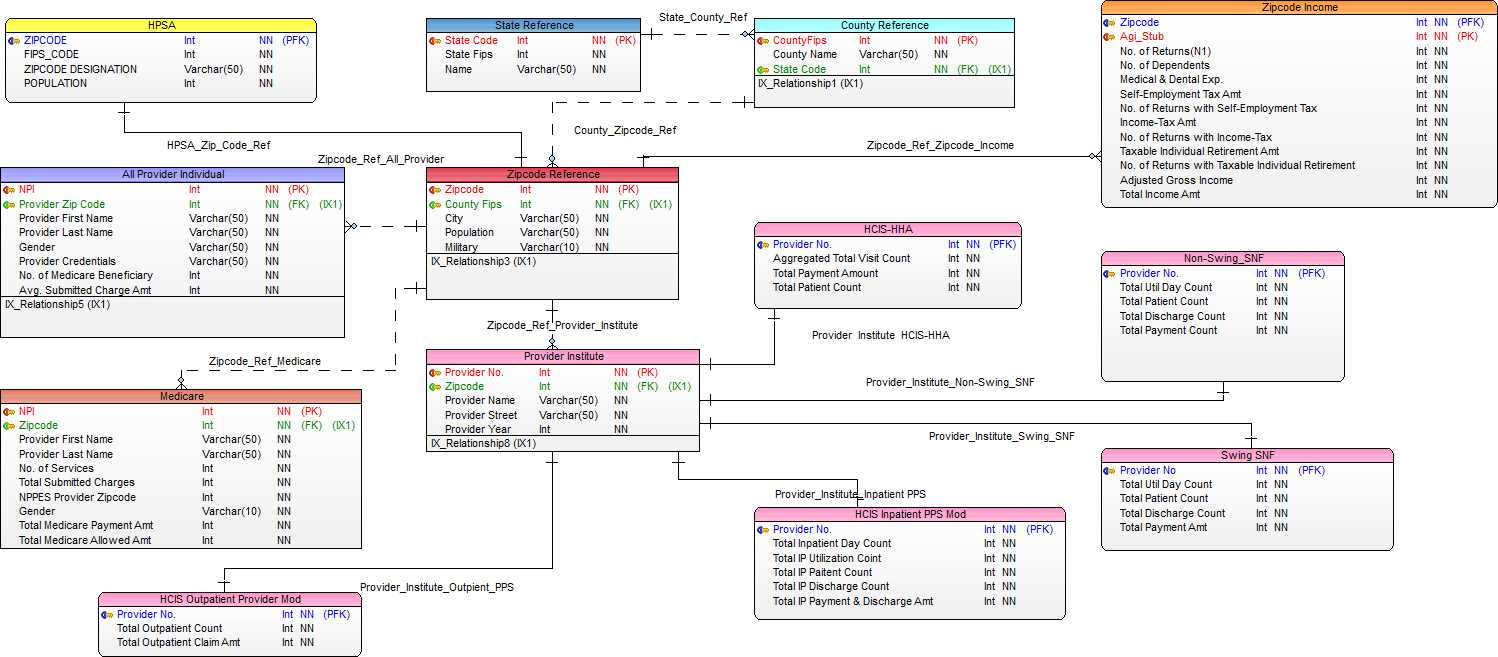 HPSA
ZIPCODE Int NN (PFK)
FIPS_CODE Int NN
ZIPCODE DESIGNATION Varchar(50) NN
POPULATION Varchar(50) NN
State Reference
State Code Int NN (PK)
State Fips Int NN
Name Varchar(50) NN
State_County_Ref
County Reference
CountyFips Int NN (PK)
County Name Varchar(50) NN
State Code Int NN (FK) (IX1)
IX_Relationship1 (IX1)
Zipcode Income
Zipcode Int NN (PFK)
Agi_Stub Int NN (PK)
No. of Returns(N1) Int NN
No. of Dependents Int NN
Medical & Dental Exp. Int NN
Self-Employment Tax Amt Int NN
No. of Returns with Self-Employment Tax Int NN
Income-Tax Amt Int NN
No. of Returns with Income-Tax Int NN
Taxable Individual Retirement Amt Int NN
No. of Returns with Taxable Individual Retirement Int NN
Adjusted Gross Income Int NN
Total Income Amt Int NN
HPSA_Zip_Code_Ref
County_Zipcode_Ref
Zipcode_Ref_All_Provider
Zipcode_Ref_Zipcode_Income
All Provider Individual
NPI Int NN (PK)
Provider Zip Code Int NN (FK) (IX1)
Provider First Name Varchar(50) NN
Provider Last Name Varchar(50) NN
Gender Varchar(50) NN
Provider Credentials Varchar(50) NN
No. of Medicare Beneficiary Int NN
Avg. Submitted Charge Amt Int NN
IX_Relationship5 (IX1)
Zipcode Reference
Zipcode Int NN (PK)
County Fips Int NN (FK) (IX1)
City Varchar(50) NN
Population Varchar(50) NN
Military Varchar(10) NN
IX_Relationship3 (IX1)
HCIS-HHA
Provider No. Int NN (PFK)
Aggregated Total Visit Count Int NN
Total Payment Amount Int NN
Total Patient Count Int NN
Non-Swing_SNF
Provider No. Int NN (PFK)
Total Util Day Count Int NN
Total Patient Count Int NN
Total Discharge Count Int NN
Total Payment Count Int NN
Zipcode_Ref_Provider_Institute
Provider Institute HCIS-HHA
Zipcode_Ref_Medicare
Provider_Institute_Non-Swing_SNF
Provider_Institute_Swing_SNF
Provider Institute
Provider No. Int NN (PK)
Zipcode Int NN (FK) (IX1)
Provider Name Varchar(50) NN
Provider Street Varchar(50) NN
Provider Year Int NN
IX_Relationship8 (IX1)
Medicare
NPI Int NN (PK)
Zipcode Int NN (FK) (IX1)
Provider First Name Varchar(50) NN
Provider Last Name Varchar(50) NN
No. of Services Int NN
Total Submitted Charges Int NN
NPPES Provider Zipcode Int NN
Gender Varchar(10) NN
Total Medicare Payment Amt Int NN
Total Medicare Allowed Amt Int NN
Swing SNF
Provider No Int NN (PFK)
Total Util Day Count Int NN
Total Patient Count Int NN
Total Discharge Count Int NN
Total Payment Amt Int NN
Provider_Institute_Inpatient PPS
HCIS Inpatient PPS Mod
Provider No. Int NN (PFK)
Total Inpatient Day Count Int NN
Total IP Utilization Coint Int NN
Total IP Paitent Count Int NN
Total IP Discharge Count Int NN
Total IP Payment & Discharge Amt Int NN
Provider_Institute_Outpient_PPS
HCIS Outpatient Provider Mod
Provider No. Int NN (PFK)
Total Outpatient Count Int NN
Total Outpatient Claim Amt Int NN